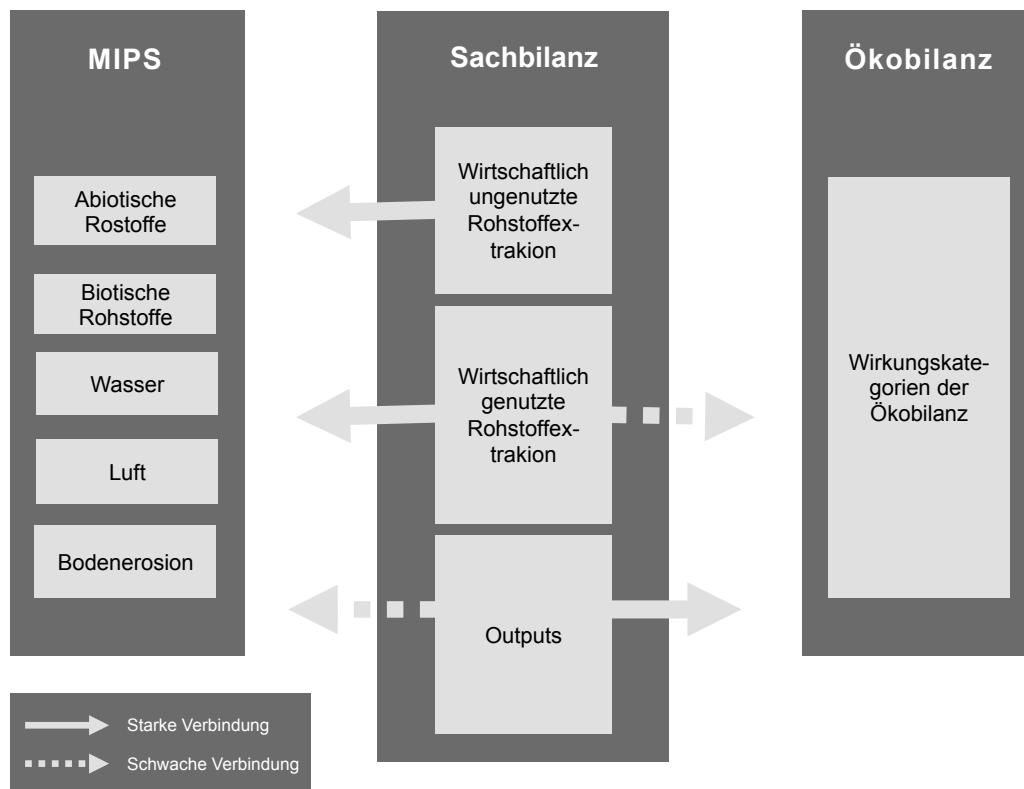 MIPS
Abiotische
Rostoffe
Biotische
Rohstoffe
Wasser
Luft
Bodenerosion
Sachbilanz
Wirtschaftlich
ungenutzte
Rohstoffex-
trakion
Wirtschaftlich
genutzte
Rohstoffex-
trakion
Outputs
Ökobilanz
Wirkungskate-
gorien der
Ökobilanz
Starke Verbindung
Schwache Verbindung